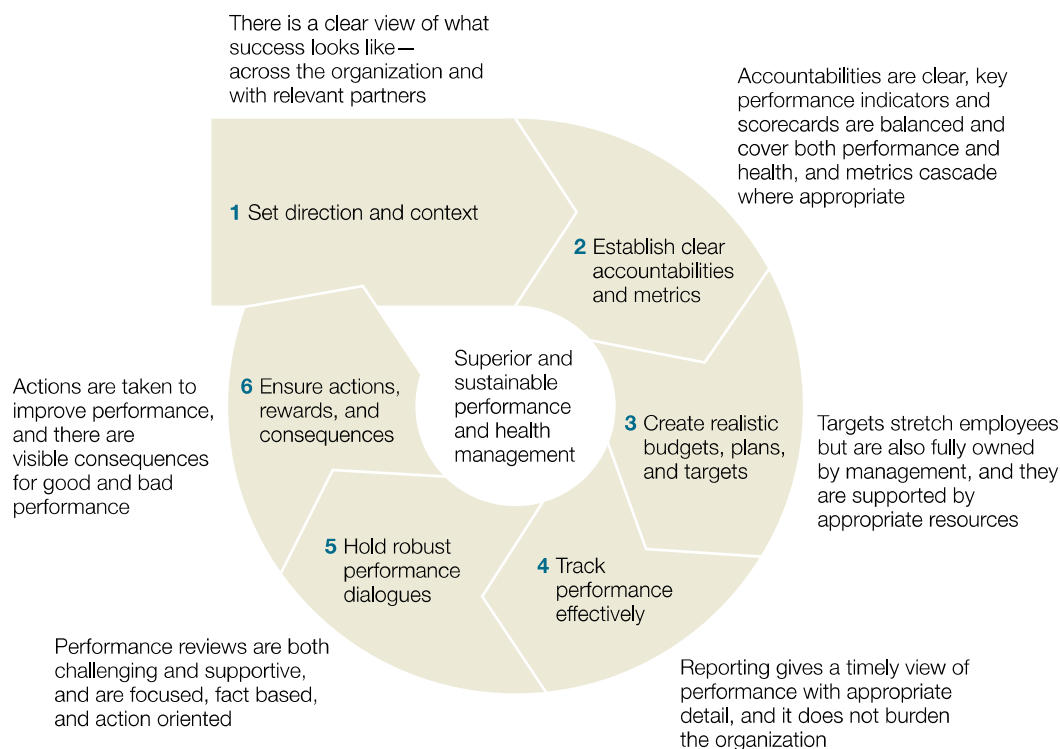 There is a clear view of what
success looks like—
across the organization and
with relevant partners
Accountabilities are clear, key
performance indicators and
scorecards are balanced and
cover both performance and
health, and metrics cascade
where appropriate
1 Set direction and context
2 Establish clear
accountabilities
and metrics
Superior and
sustainable
performance
and health
management
3 Create realistic
budgets, plans,
and targets
Targets stretch employees
but are also fully owned
by management, and they
are supported by
appropriate resources
4 Track
performance
effectively
Reporting gives a timely view of
performance with appropriate
detail, and it does not burden
the organization
5 Hold robust
performance
dialogues
Performance reviews are both
challenging and supportive,
and are focused, fact based,
and action oriented
6 Ensure actions,
rewards, and
consequences
Actions are taken to
improve performance,
and there are
visible consequences
for good and bad
performance